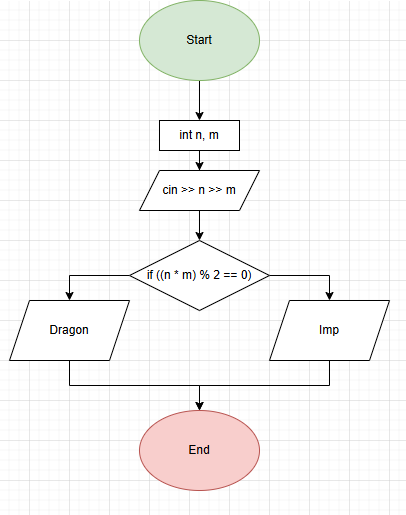 Start
int n, m
cin >> n >> m
if ((n * m) % 2 == 0)
Dragon
Imp
End